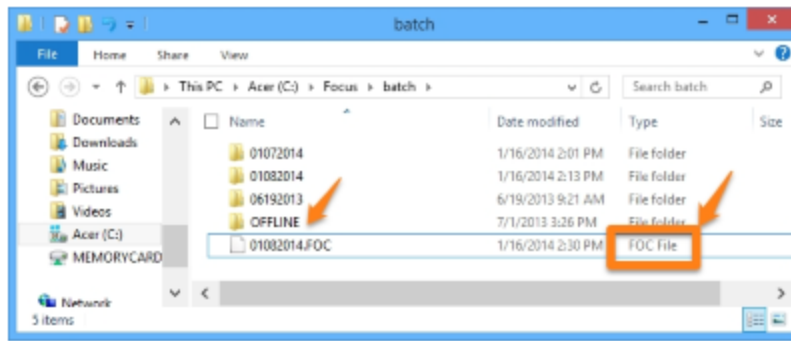 batch
File Home Share View
This PC Acer (C:) Focus batch Search batch
Documents
Downloads
Music
Pictures
Videos
Acer (C:)
MEMORYCARD
Network
Name Date modified Type Size
01072014 1/16/2014 2:01 PM File folder
01082014 1/16/2014 2:13 PM File folder
06192013 6/19/2013 9:21 AM File folder
OFFLINE 7/1/2013 3:26 PM File folder
01082014.FOC 1/16/2014 2:30 PM FOC File
5 items